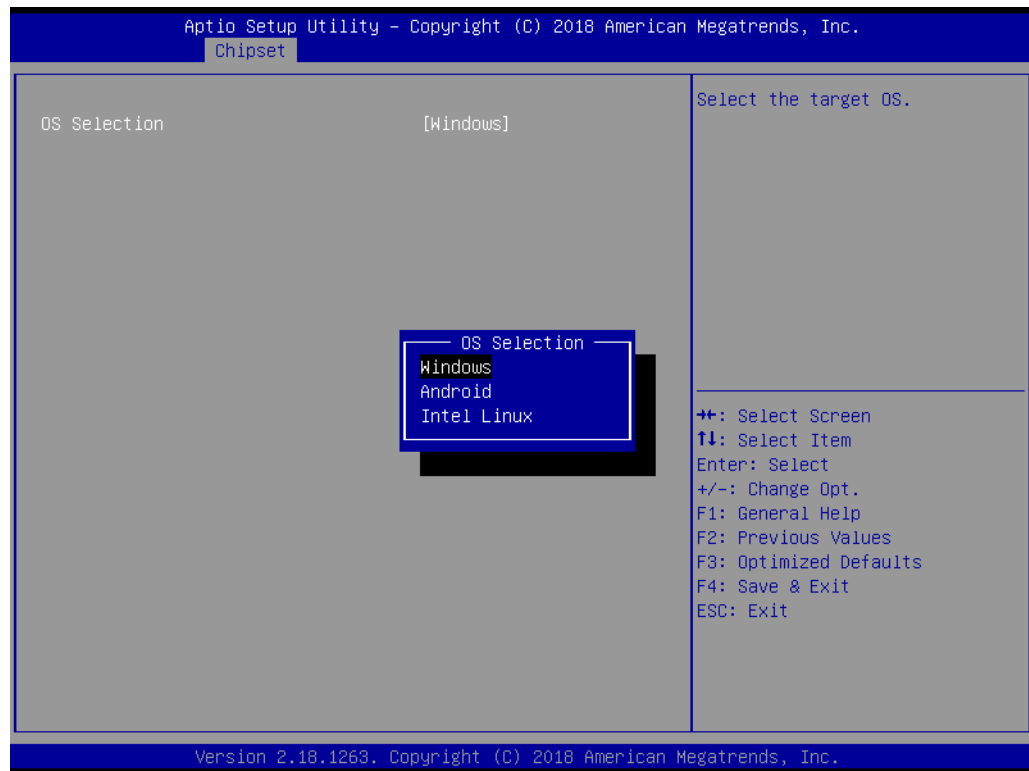 Aptio Setup Utility – Copyright (C) 2018 American Megatrends, Inc.
Chipset
Select the target OS.
OS Selection [Windows]
OS Selection
Windows
Android
Intel Linux
→←: Select Screen
↑↓: Select Item
Enter: Select
+/-: Change Opt.
F1: General Help
F2: Previous Values
F3: Optimized Defaults
F4: Save & Exit
ESC: Exit
Version 2.18.1263. Copyright (C) 2018 American Megatrends, Inc.